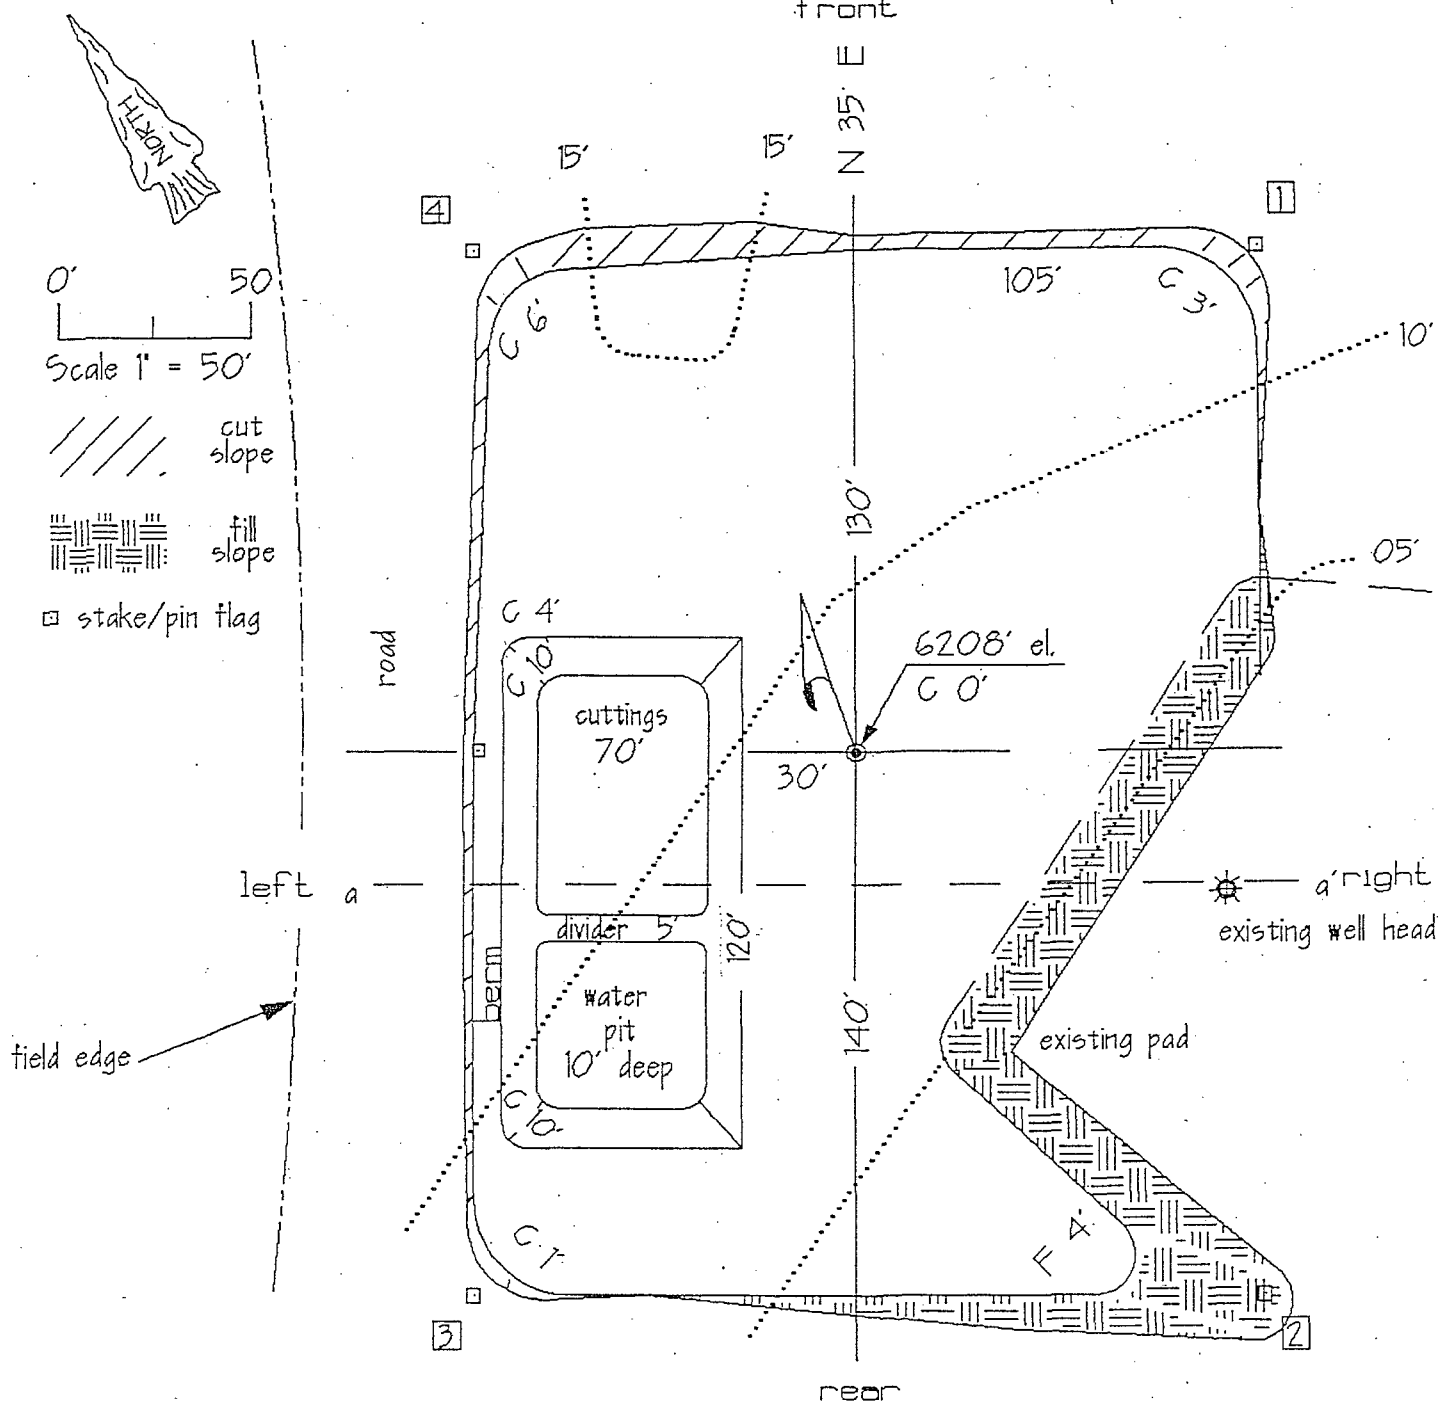 front
N 35° E
NORTH
15'
15'
4
1
0'
50
Scale 1" = 50'
105'
C 3'
C 6'
10'
cut
slope
fill
slope
130'
05'
stake/pin flag
C 4'
C 10'
road
6208' el.
C 0'
cuttings
70'
30'
left
a
a'
right
existing well head
divider 5'
120'
berm
water
pit
10' deep
140'
field edge
existing pad
C 10'
C 1'
F 4'
3
2
rear